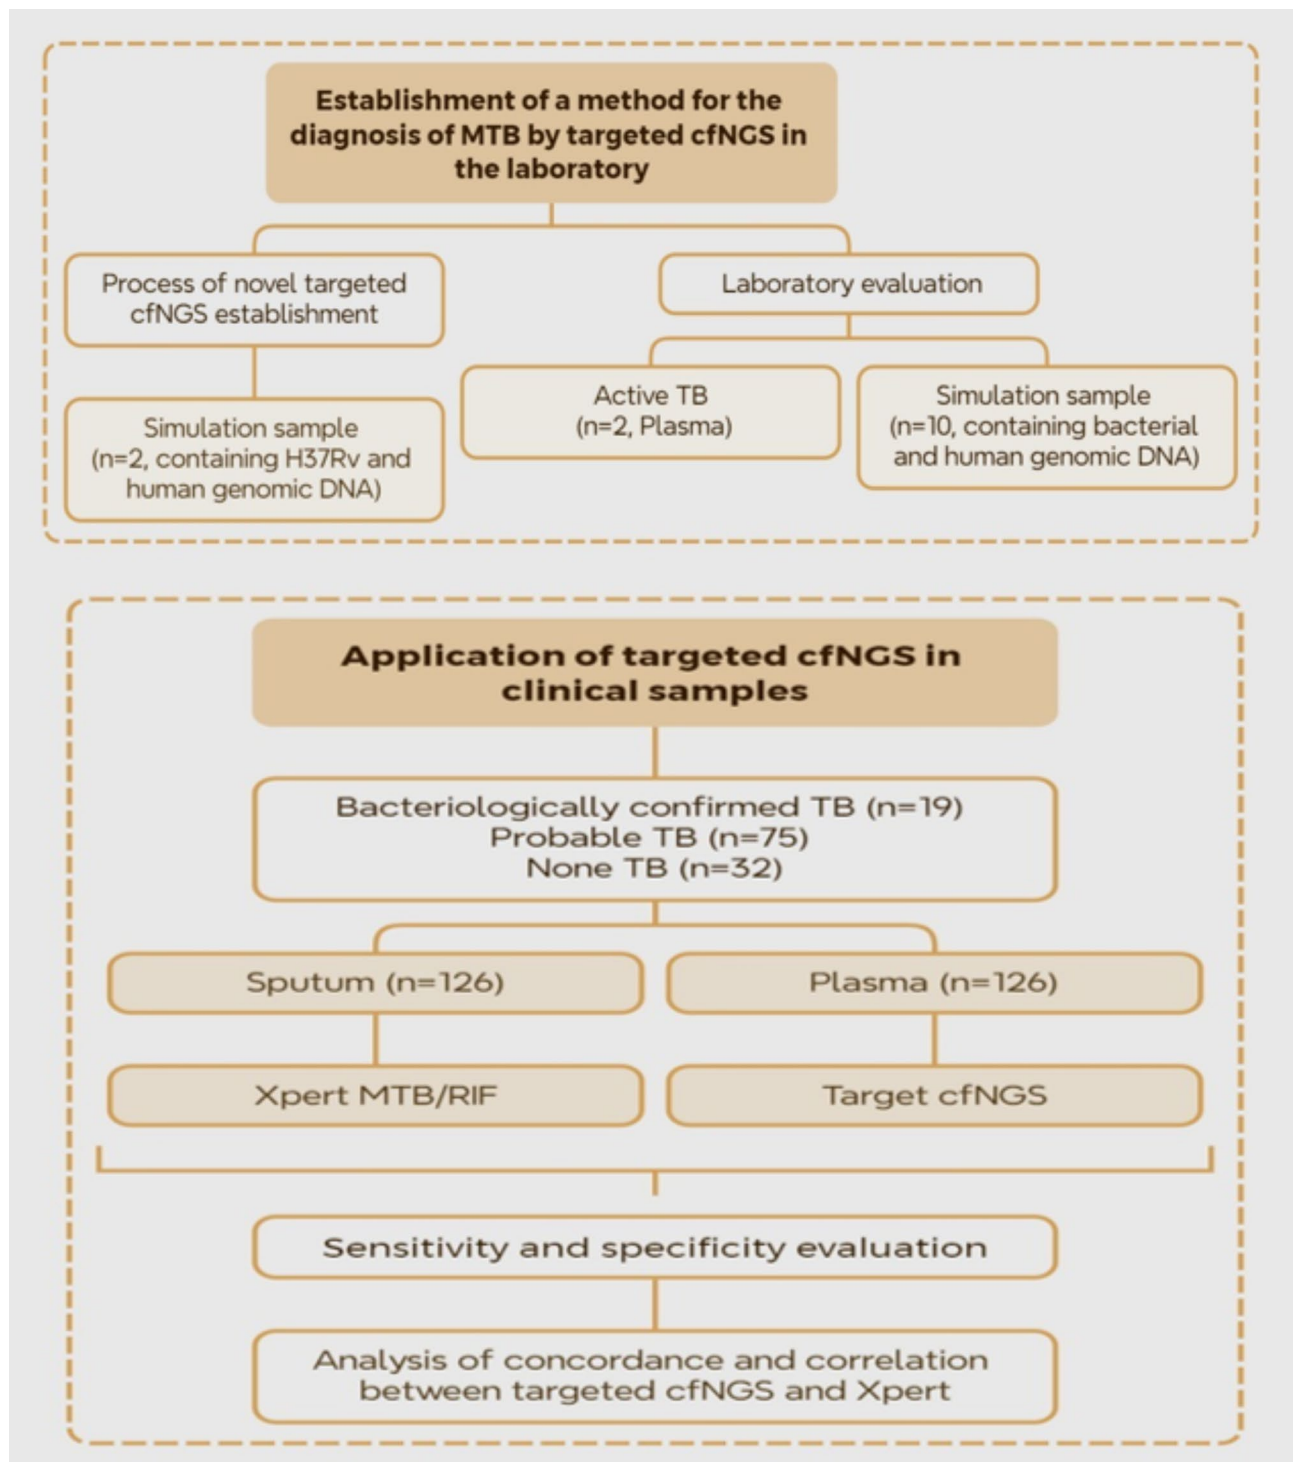 Establishment of a method for the
diagnosis of MTB by targeted cfNGS in
the laboratory
Process of novel targeted
cfNGS establishment
Simulation sample
(n=2, containing H37Rv and
human genomic DNA)
Laboratory evaluation
Active TB
(n=2, Plasma)
Simulation sample
(n=10, containing bacterial
and human genomic DNA)
Application of targeted cfNGS in
clinical samples
Bacteriologically confirmed TB (n=19)
Probable TB (n=75)
None TB (n=32)
Sputum (n=126)
Plasma (n=126)
Xpert MTB/RIF
Target cfNGS
Sensitivity and specificity evaluation
Analysis of concordance and correlation
between targeted cfNGS and Xpert